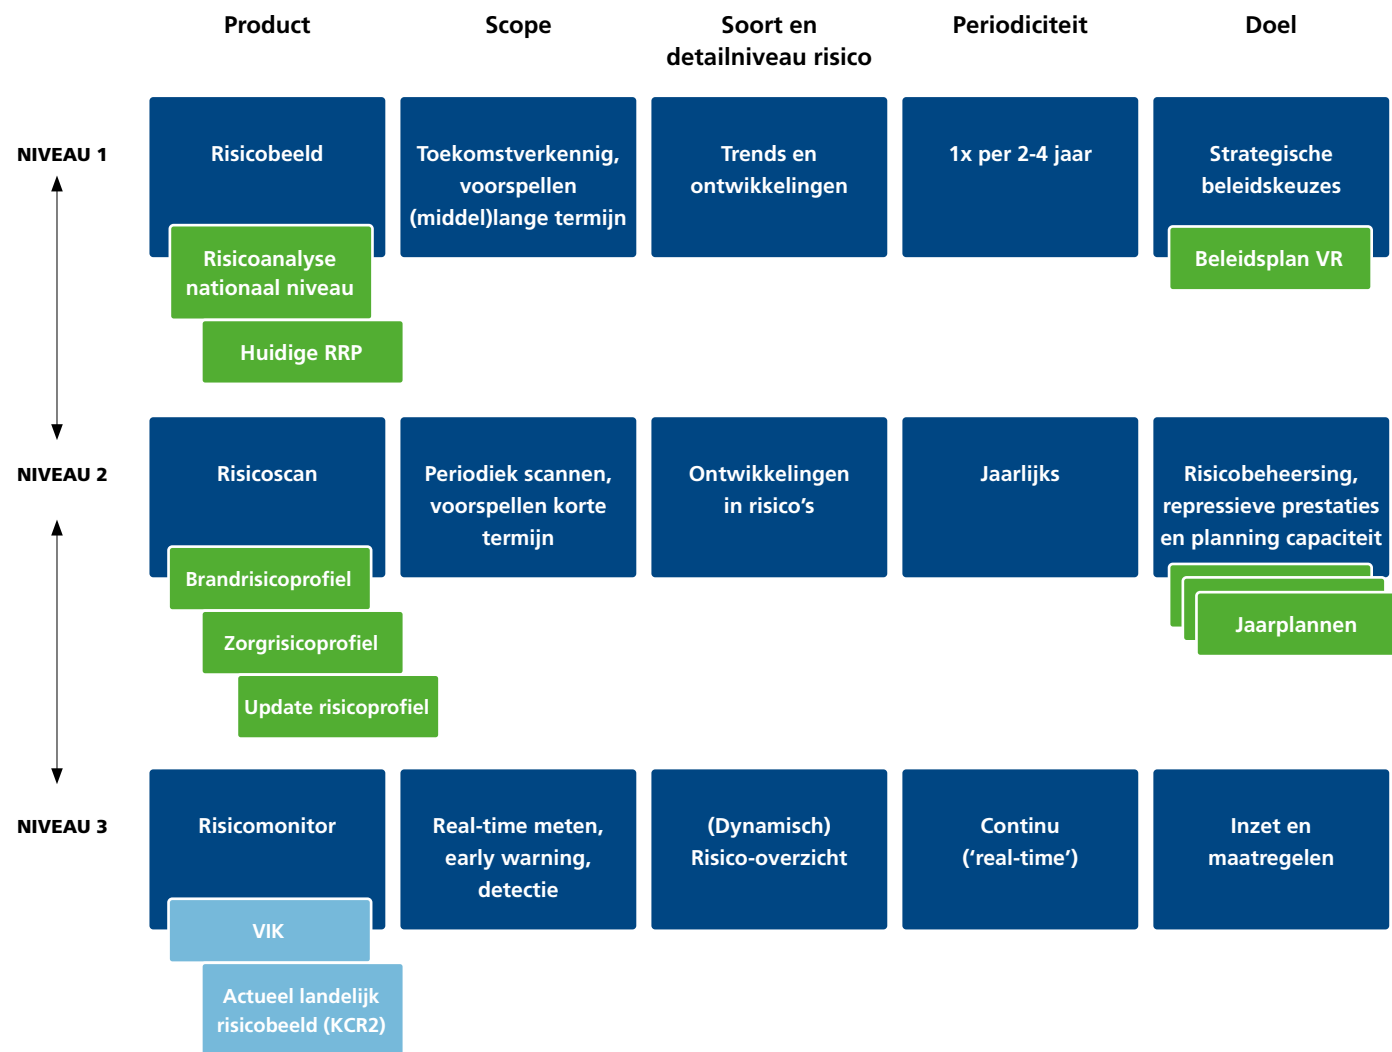 Product
Scope
Soort en
detailniveau risico
Periodiciteit
Doel
NIVEAU 1
Risicobeeld
Toekomstverkennig,
voorspellen
(middel)lange termijn
Trends en
ontwikkelingen
1x per 2-4 jaar
Strategische
beleidskeuzes
Risicoanalyse
nationaal niveau
Huidige RRP
Beleidsplan VR
NIVEAU 2
Risicoscan
Periodiek scannen,
voorspellen korte
termijn
Ontwikkelingen
in risico’s
Jaarlijks
Risicobeheersing,
repressieve prestaties
en planning capaciteit
Brandrisicoprofiel
Zorgrisicoprofiel
Update risicoprofiel
Jaarplannen
NIVEAU 3
Risicomonitor
Real-time meten,
early warning,
detectie
(Dynamisch)
Risico-overzicht
Continu
(‘real-time’)
Inzet en
maatregelen
VIK
Actueel landelijk
risicobeeld (KCR2)